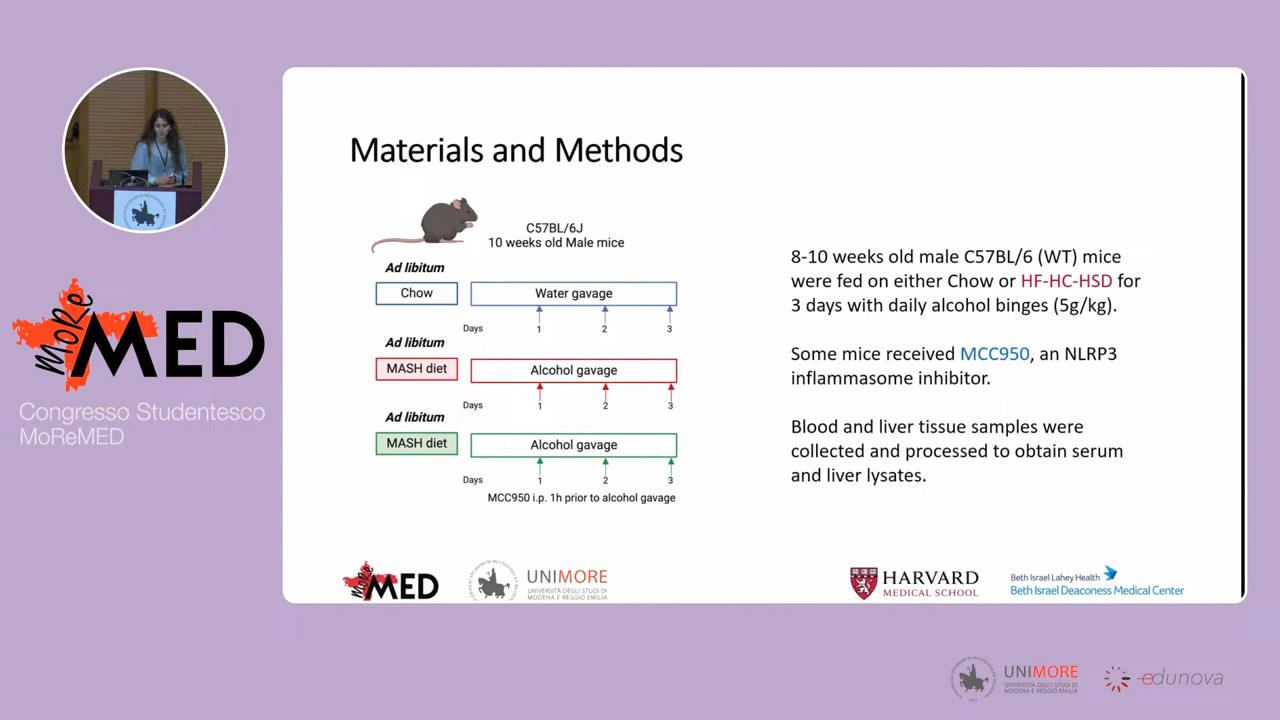 Materials and Methods
C57BL/6J
10 weeks old Male mice
Ad libitum
Chow
Water gavage
Days 1 2 3
Ad libitum
MASH diet
Alcohol gavage
Days 1 2 3
Ad libitum
MASH diet
Alcohol gavage
Days 1 2 3
MCC950 i.p. 1h prior to alcohol gavage
8-10 weeks old male C57BL/6 (WT) mice
were fed on either Chow or HF-HC-HSD for
3 days with daily alcohol binges (5g/kg).
Some mice received MCC950, an NLRP3
inflammasome inhibitor.
Blood and liver tissue samples were
collected and processed to obtain serum
and liver lysates.
MoRe
MED
Congresso Studentesco
MoReMED
MoRe MED
UNIMORE
UNIVERSITÀ DEGLI STUDI DI
MODENA E REGGIO EMILIA
HARVARD
MEDICAL SCHOOL
Beth Israel Lahey Health
Beth Israel Deaconess Medical Center
UNIMORE
UNIVERSITÀ DEGLI STUDI DI
MODENA E REGGIO EMILIA
edunova